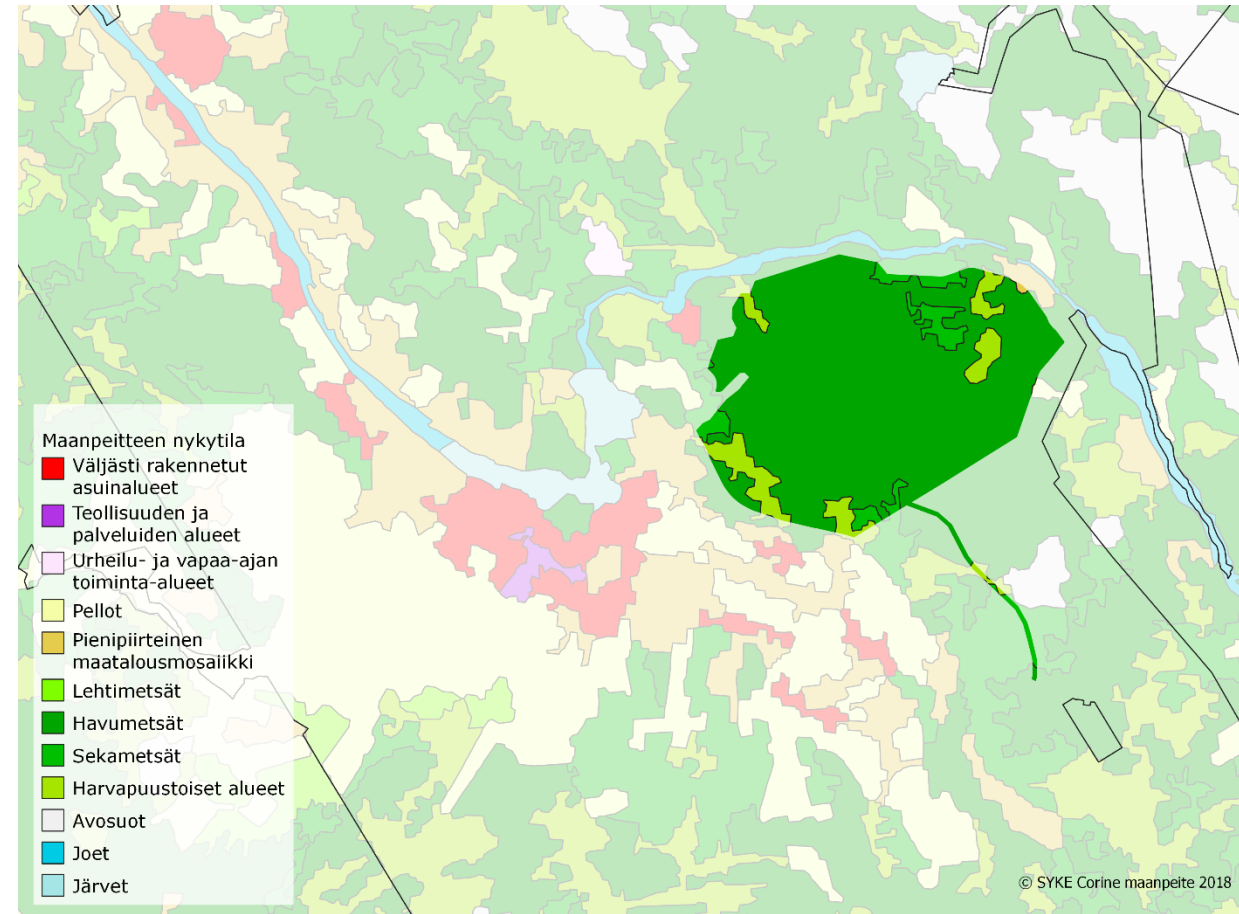 Maanpeitteen nykytila
Väljästi rakennetut
asuinalueet
Teollisuuden ja
palveluiden alueet
Urheilu- ja vapaa-ajan
toiminta-alueet
Pellot
Pienipiirteinen
maatalousmosaiikki
Lehtimetsät
Havumetsät
Sekametsät
Harvapuustoiset alueet
Avosuot
Joet
Järvet
© SYKE Corine maanpeite 2018